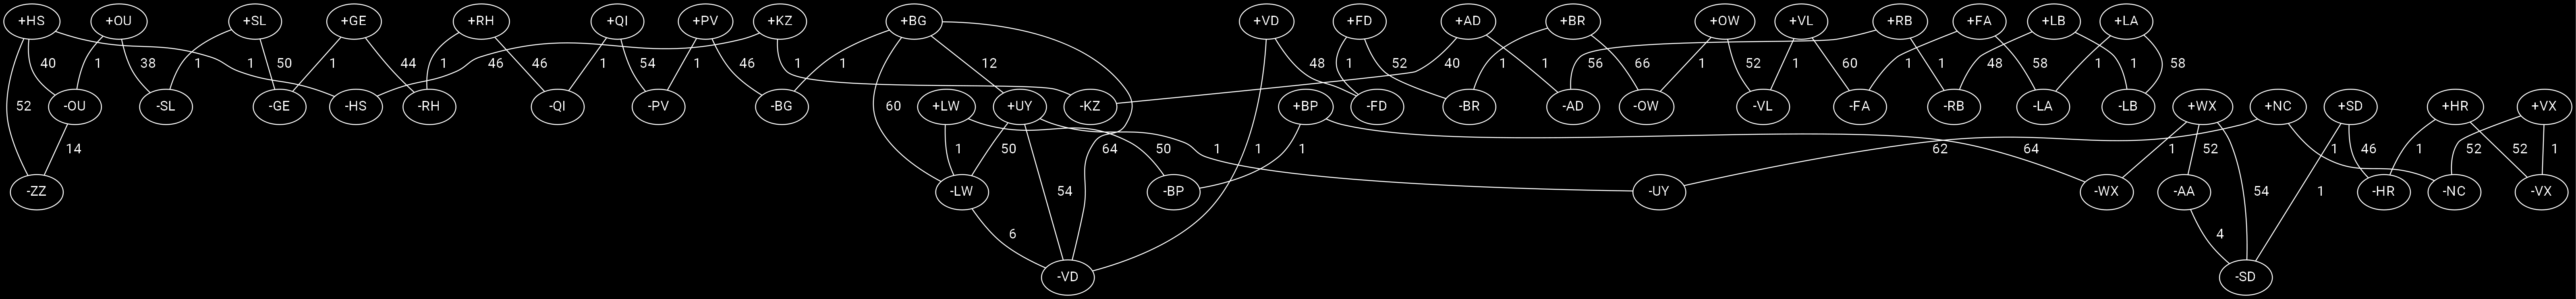 +HS +OU +SL +GE +RH +QI +PV +KZ +BG +VD +FD +AD +BR +OW +VL +RB +FA +LB +LA
40 1 38 1 1 50 1 44 1 46 46 1 54 1 46 1 1 12 48 1 52 40 1 1 56 66 1 52 1 60 1 1 48 58 1 1 58
52 -OU -SL -GE -HS -RH -QI -PV -BG 60 +LW +UY -KZ +BP -FD -BR -AD -OW -VL -FA -RB -LA -LB +WX +NC +SD +HR +VX
14 1 50 64 50 1 1 1 62 64 1 52 1 46 1 52 52 1
-ZZ -LW 54 -BP -UY -WX -AA 54 1 -HR -NC -VX
6 4
-VD -SD